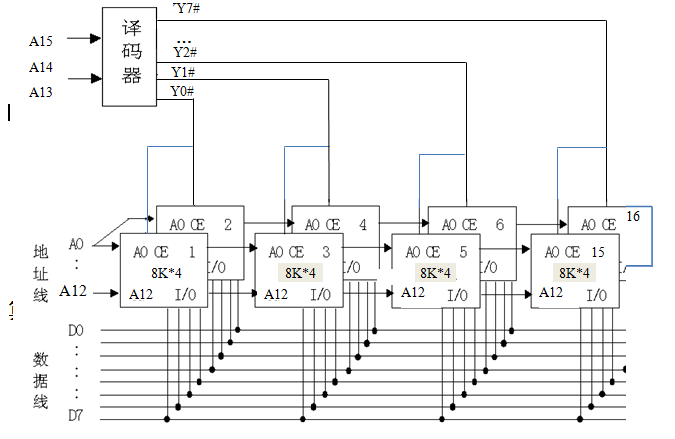 Y7#
A15
译码器
…
A14
Y2#
Y1#
A13
Y0#
A0 CE 2
A0 CE 4
A0 CE 6
A0 CE 16
地址线
A0
:
A12
A0 CE 1
8K*4
A12 I/O
I/O
A0 CE 3
8K*4
A12 I/O
I/O
A0 CE 5
8K*4
A12 I/O
I/O
A0 CE 15
8K*4
A12 I/O
数据线
D0
:
:
:
D7